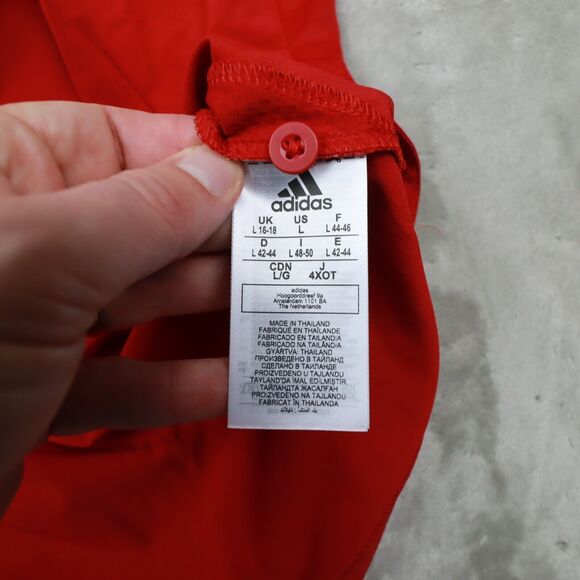 adidas
UK US F
L 16-18 L L 44-46
D I E
L 42-44 L 48-50 L 42-44
CDN J
L/G 4XOT
adidas
Hoogoorddreef 9a
Amsterdam 1101 BA
The Netherlands
MADE IN THAILAND
FABRIQUÉ EN THAÏLANDE
FABRICADO EN TAILANDIA
FABRICADO NA TAILÂNDIA
GYÁRTVA: THAILAND
ПРОИЗВЕДЕНО В ТАЙЛАНД
СДЕЛАНО В ТАИЛАНДЕ
PROIZVEDENO U TAJLANDU
TAYLAND'DA İMAL EDİLMİŞTİR.
ТАЙЛАНДТА ЖАСАЛҒАН
PROIZVEDENO U TAJLANDU
FABRICAT ÎN THAILANDA